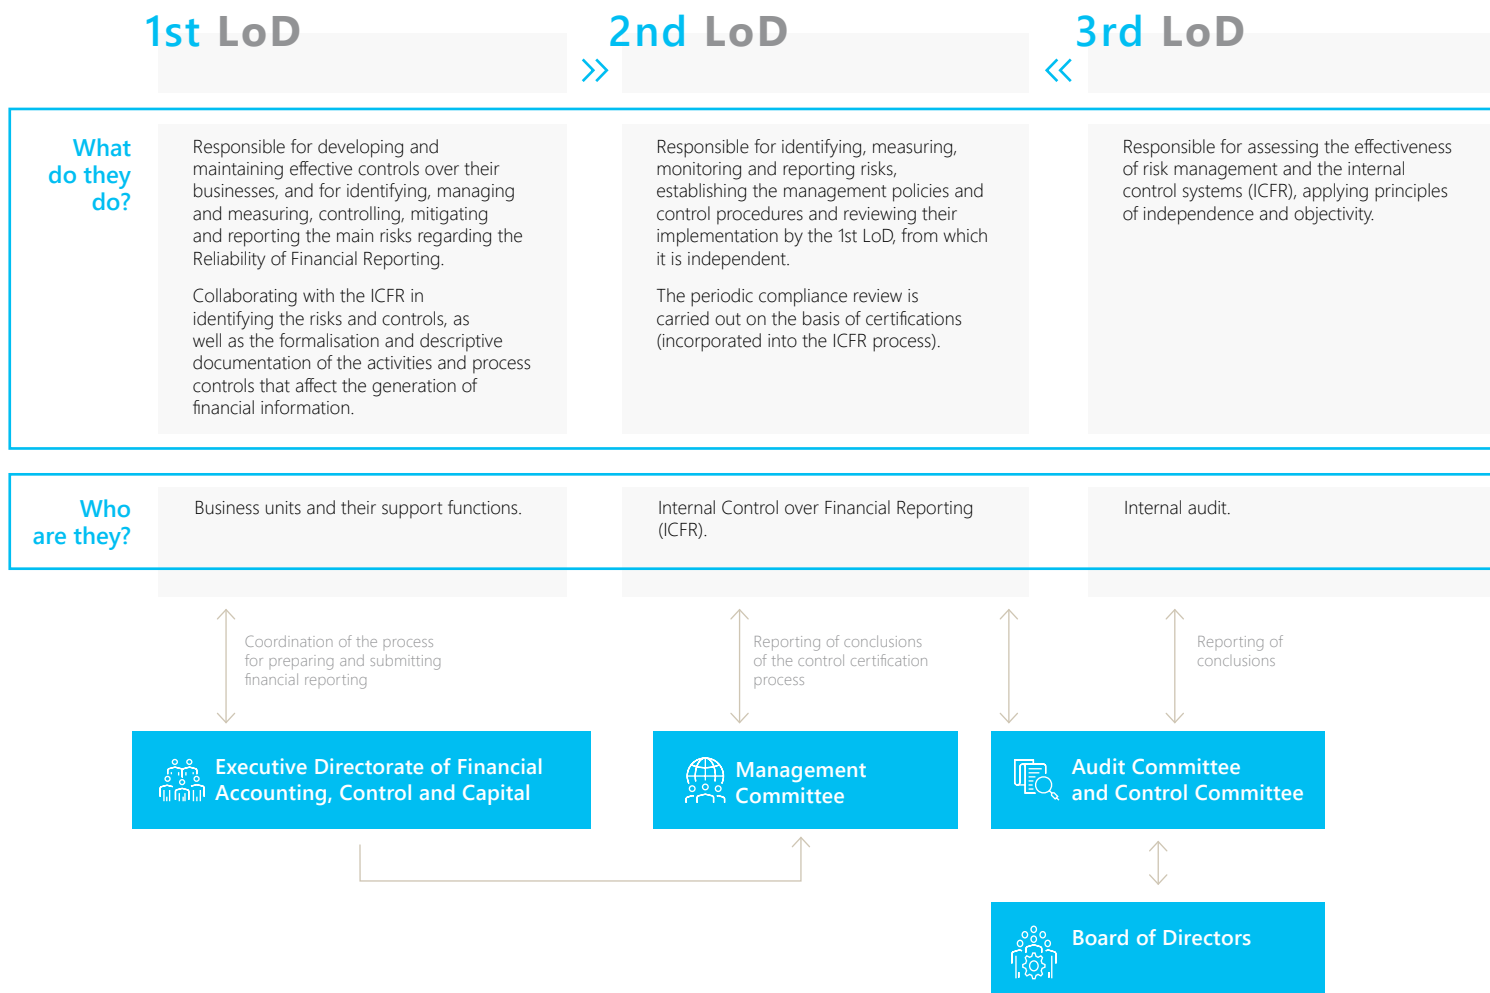 1st LoD
2nd LoD
3rd LoD
What
do they
do?
Responsible for developing and
maintaining effective controls over their
businesses, and for identifying, managing
and measuring, controlling, mitigating
and reporting the main risks regarding the
Reliability of Financial Reporting.
Collaborating with the ICFR in
identifying the risks and controls, as
well as the formalisation and descriptive
documentation of the activities and process
controls that affect the generation of
financial information.
Responsible for identifying, measuring,
monitoring and reporting risks,
establishing the management policies and
control procedures and reviewing their
implementation by the 1st LoD, from which
it is independent.
The periodic compliance review is
carried out on the basis of certifications
(incorporated into the ICFR process).
Responsible for assessing the effectiveness
of risk management and the internal
control systems (ICFR), applying principles
of independence and objectivity.
Who
are they?
Business units and their support functions.
Internal Control over Financial Reporting
(ICFR).
Internal audit.
Coordination of the process
for preparing and submitting
financial reporting
Reporting of conclusions
of the control certification
process
Reporting of
conclusions
Executive Directorate of Financial
Accounting, Control and Capital
Management
Committee
Audit Committee
and Control Committee
Board of Directors